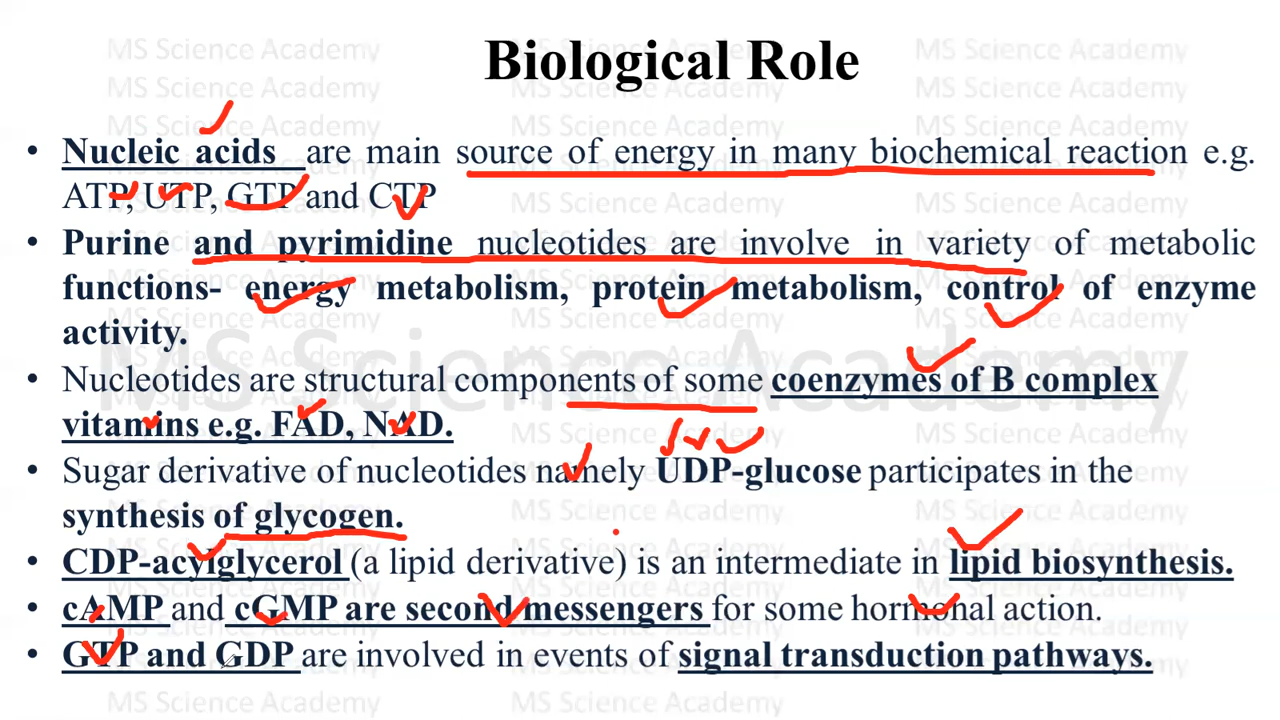 Biological Role
• Nucleic acids are main source of energy in many biochemical reaction e.g.
ATP, UTP, GTP and CTP
• Purine and pyrimidine nucleotides are involve in variety of metabolic
functions- energy metabolism, protein metabolism, control of enzyme
activity.
• Nucleotides are structural components of some coenzymes of B complex
vitamins e.g. FAD, NAD.
• Sugar derivative of nucleotides namely UDP-glucose participates in the
synthesis of glycogen.
• CDP-acylglycerol (a lipid derivative) is an intermediate in lipid biosynthesis.
• cAMP and cGMP are second messengers for some hormonal action.
• GTP and GDP are involved in events of signal transduction pathways.
MS Science Academy